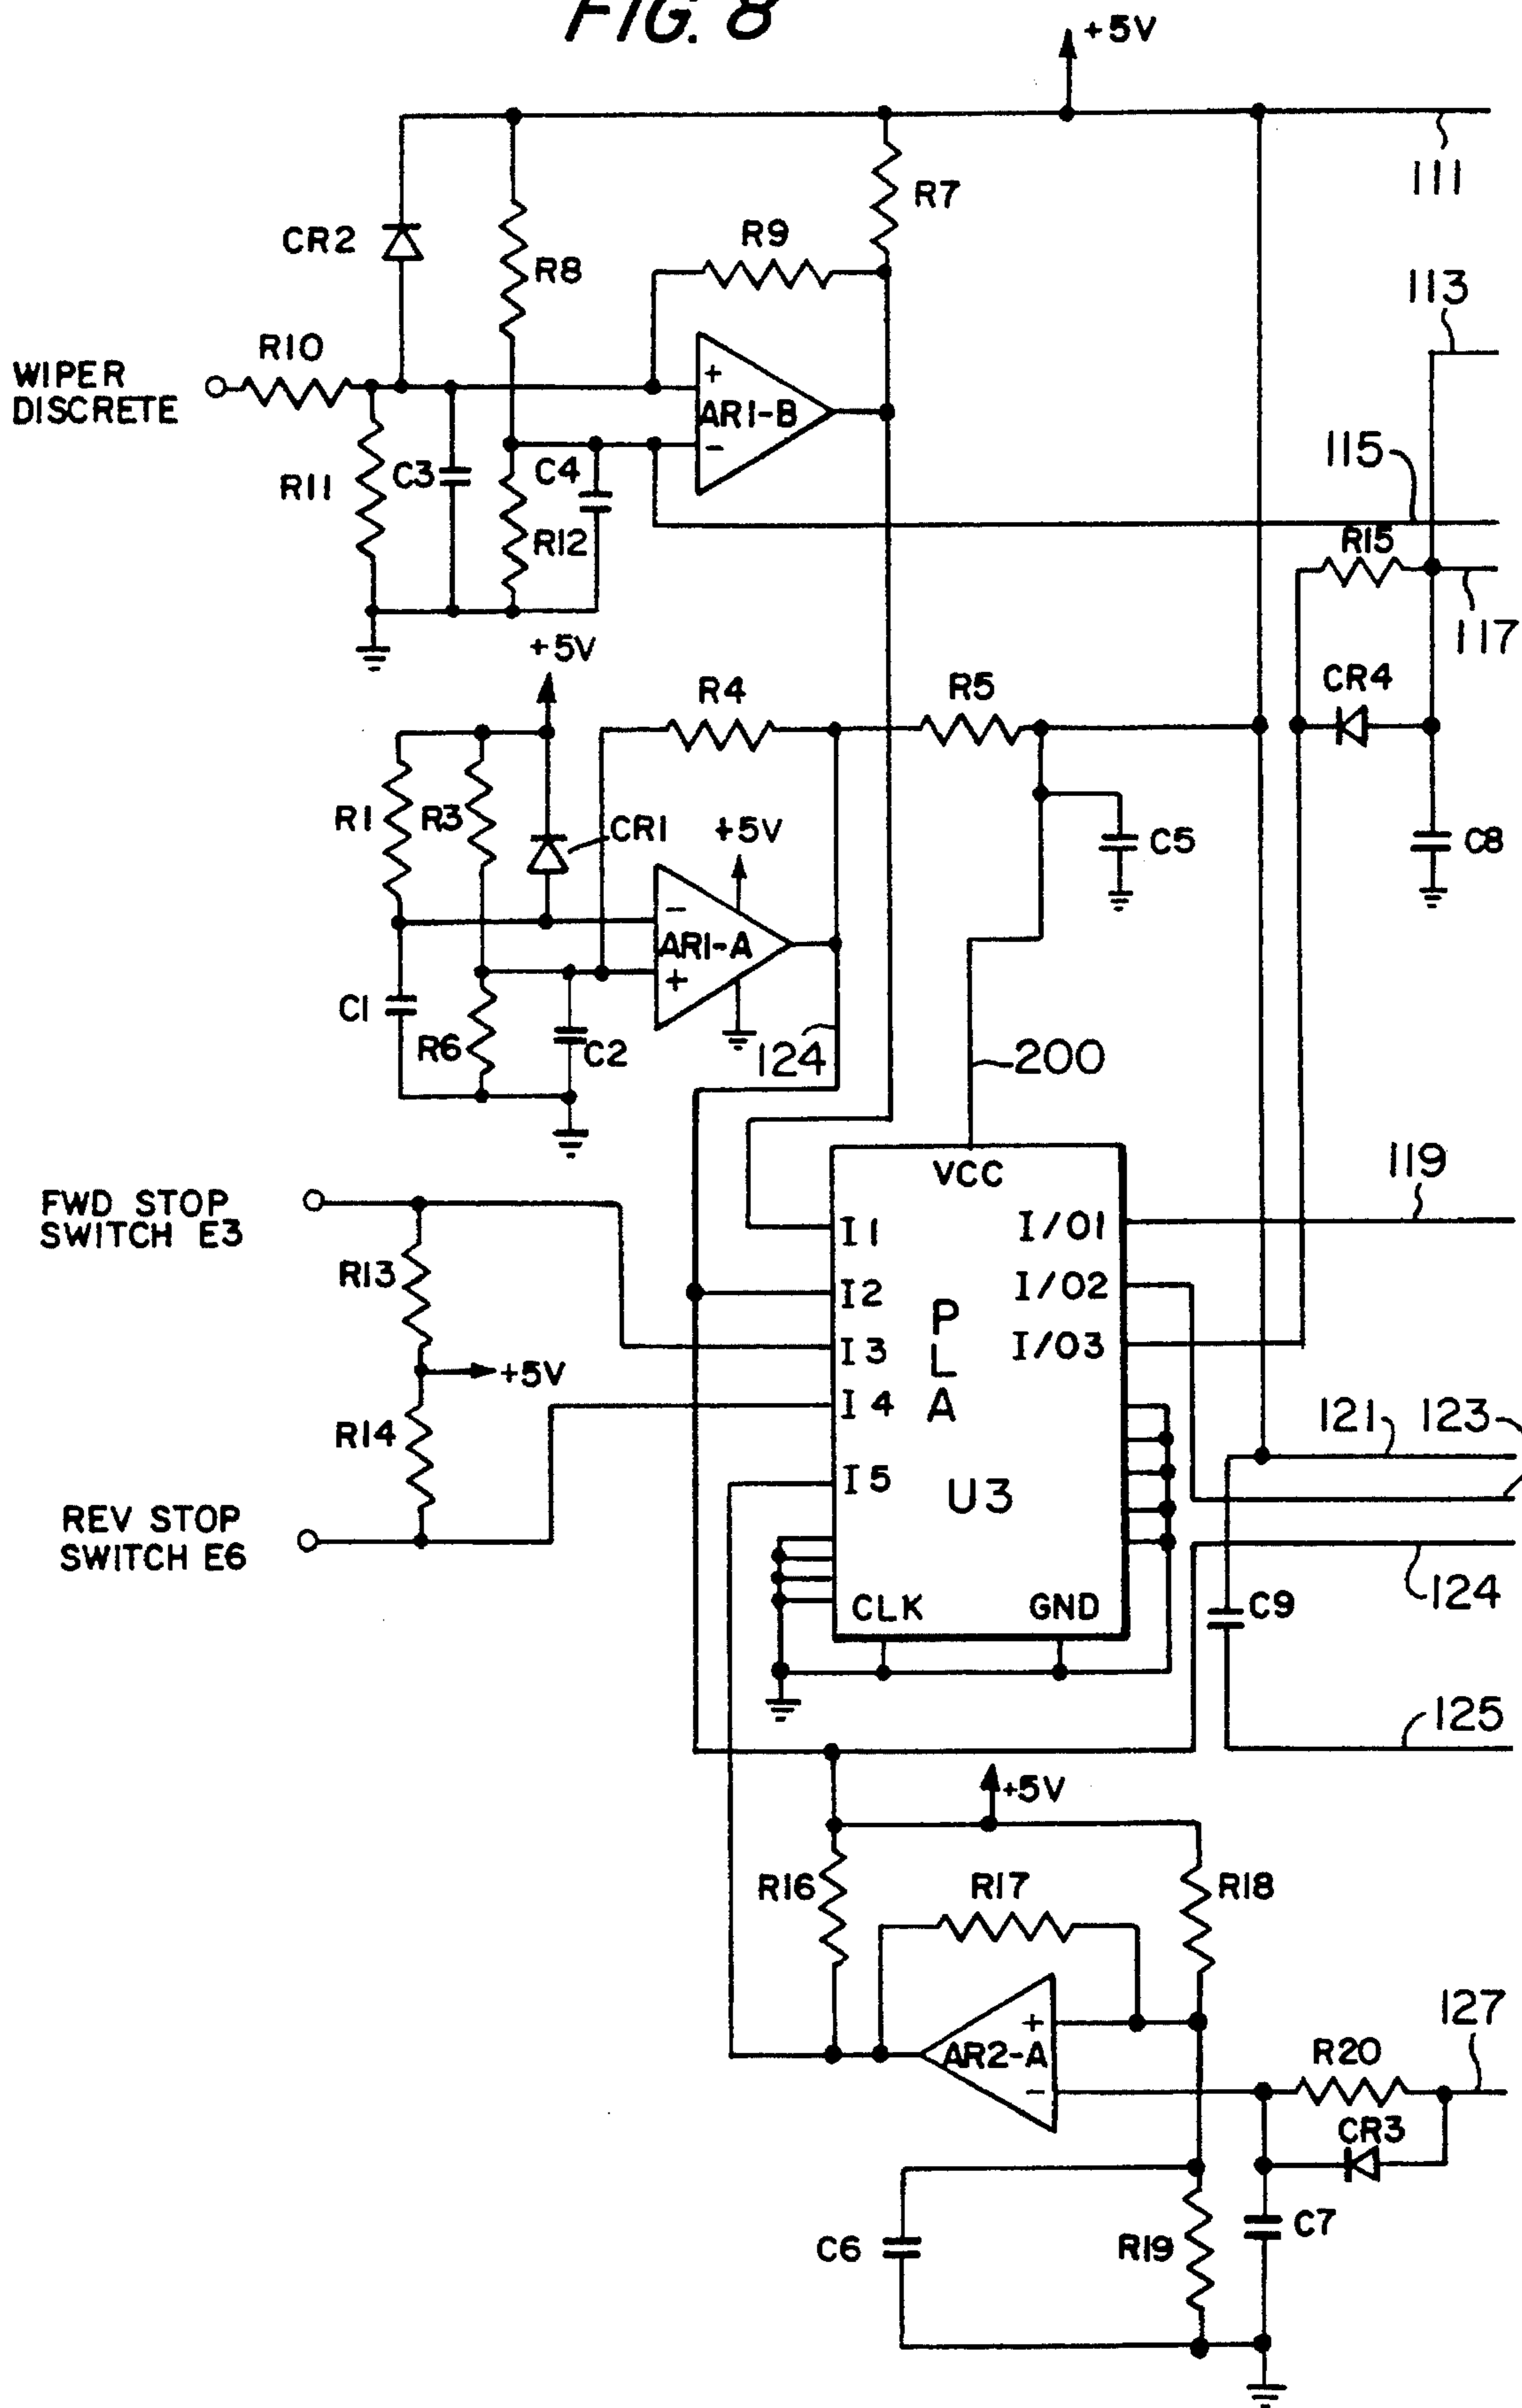 FIG. 8
+5V
111
R7
CR2
R9
R8
113
R10
WIPER
DISCRETE
+
AR1-B
-
115
C3
C4
R11
R12
R15
117
+5V
R4
R5
CR4
R1
R3
CR1
+5V
C5
C8
-
AR1-A
+
C1
R6
C2
124
200
VCC
119
FWD STOP
SWITCH E3
I1
I/O1
R13
I2
I/O2
P
I3
L
I/O3
+5V
I4
A
121
123
R14
I5
U3
REV STOP
SWITCH E6
124
CLK
GND
C9
125
+5V
R16
R17
R18
127
+
AR2-A
-
R20
CR3
C6
R19
C7